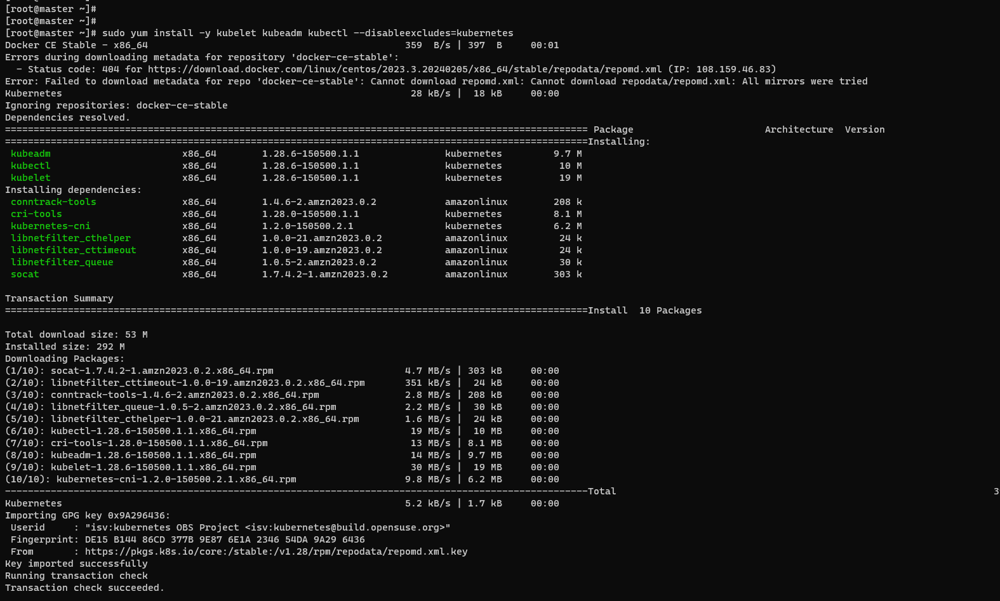 [root@master ~]#
[root@master ~]#
[root@master ~]# sudo yum install -y kubelet kubeadm kubectl --disableexcludes=kubernetes
Docker CE Stable - x86_64                                             359  B/s | 397  B     00:01
Errors during downloading metadata for repository 'docker-ce-stable':
  - Status code: 404 for https://download.docker.com/linux/centos/2023.3.20240205/x86_64/stable/repodata/repomd.xml (IP: 108.159.46.83)
Error: Failed to download metadata for repo 'docker-ce-stable': Cannot download repomd.xml: Cannot download repodata/repomd.xml: All mirrors were tried
Kubernetes                                                             28 kB/s |  18 kB     00:00
Ignoring repositories: docker-ce-stable
Dependencies resolved.
====================================================================================================== Package                       Architecture  Version
======================================================================================================Installing:
 kubeadm                       x86_64        1.28.6-150500.1.1               kubernetes         9.7 M
 kubectl                       x86_64        1.28.6-150500.1.1               kubernetes          10 M
 kubelet                       x86_64        1.28.6-150500.1.1               kubernetes          19 M
Installing dependencies:
 conntrack-tools               x86_64        1.4.6-2.amzn2023.0.2            amazonlinux        208 k
 cri-tools                     x86_64        1.28.0-150500.1.1               kubernetes         8.1 M
 kubernetes-cni                x86_64        1.2.0-150500.2.1                kubernetes         6.2 M
 libnetfilter_cthelper         x86_64        1.0.0-21.amzn2023.0.2           amazonlinux         24 k
 libnetfilter_cttimeout        x86_64        1.0.0-19.amzn2023.0.2           amazonlinux         24 k
 libnetfilter_queue            x86_64        1.0.5-2.amzn2023.0.2            amazonlinux         30 k
 socat                         x86_64        1.7.4.2-1.amzn2023.0.2          amazonlinux        303 k
Transaction Summary
======================================================================================================Install  10 Packages
Total download size: 53 M
Installed size: 292 M
Downloading Packages:
(1/10): socat-1.7.4.2-1.amzn2023.0.2.x86_64.rpm                       4.7 MB/s | 303 kB     00:00
(2/10): libnetfilter_cttimeout-1.0.0-19.amzn2023.0.2.x86_64.rpm       351 kB/s |  24 kB     00:00
(3/10): conntrack-tools-1.4.6-2.amzn2023.0.2.x86_64.rpm               2.8 MB/s | 208 kB     00:00
(4/10): libnetfilter_queue-1.0.5-2.amzn2023.0.2.x86_64.rpm            2.2 MB/s |  30 kB     00:00
(5/10): libnetfilter_cthelper-1.0.0-21.amzn2023.0.2.x86_64.rpm        1.6 MB/s |  24 kB     00:00
(6/10): kubectl-1.28.6-150500.1.1.x86_64.rpm                           19 MB/s |  10 MB     00:00
(7/10): cri-tools-1.28.0-150500.1.1.x86_64.rpm                         13 MB/s | 8.1 MB     00:00
(8/10): kubeadm-1.28.6-150500.1.1.x86_64.rpm                           14 MB/s | 9.7 MB     00:00
(9/10): kubelet-1.28.6-150500.1.1.x86_64.rpm                           30 MB/s |  19 MB     00:00
(10/10): kubernetes-cni-1.2.0-150500.2.1.x86_64.rpm                   9.8 MB/s | 6.2 MB     00:00
------------------------------------------------------------------------------------------------------Total
Kubernetes                                                            5.2 kB/s | 1.7 kB     00:00
Importing GPG key 0x9A296436:
 Userid     : "isv:kubernetes OBS Project <isv:kubernetes@build.opensuse.org>"
 Fingerprint: DE15 B144 86CD 377B 9E87 6E1A 2346 54DA 9A29 6436
 From       : https://pkgs.k8s.io/core:/stable:/v1.28/rpm/repodata/repomd.xml.key
Key imported successfully
Running transaction check
Transaction check succeeded.